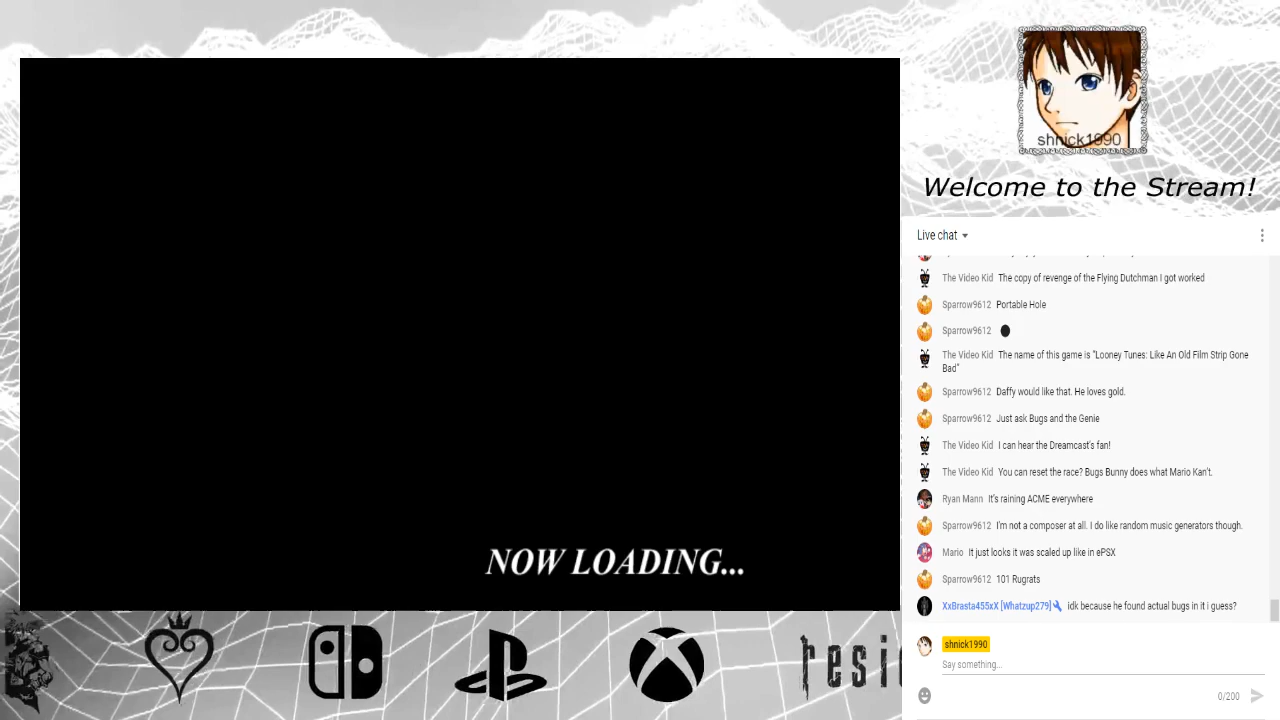 shnick1990
Welcome to the Stream!
Live chat
The Video Kid The copy of revenge of the Flying Dutchman I got worked
Sparrow9612 Portable Hole
Sparrow9612
The Video Kid The name of this game is "Looney Tunes: Like An Old Film Strip Gone
Bad"
Sparrow9612 Daffy would like that. He loves gold.
Sparrow9612 Just ask Bugs and the Genie
The Video Kid I can hear the Dreamcast's fan!
The Video Kid You can reset the race? Bugs Bunny does what Mario Kan't.
Ryan Mann It's raining ACME everywhere
Sparrow9612 I'm not a composer at all. I do like random music generators though.
Mario It just looks it was scaled up like in ePSX
Sparrow9612 101 Rugrats
XxBrasta455xX [Whatzup279] idk because he found actual bugs in it i guess?
shnick1990
Say something...
0/200
NOW LOADING...
resi